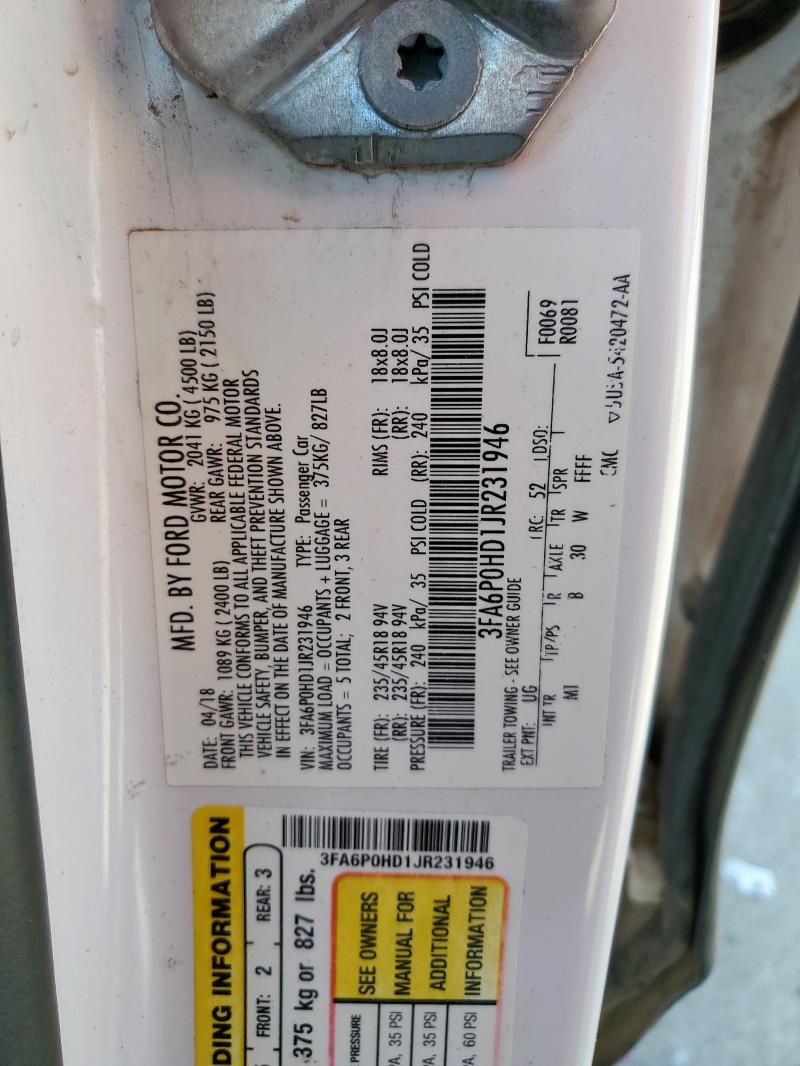 MFD. BY FORD MOTOR CO.
DATE: 04/18 GVWR: 2041 KG ( 4500 LB)
FRONT GAWR: 1089 KG ( 2400 LB) REAR GAWR: 975 KG ( 2150 LB)
THIS VEHICLE CONFORMS TO ALL APPLICABLE FEDERAL MOTOR
VEHICLE SAFETY, BUMPER, AND THEFT PREVENTION STANDARDS
IN EFFECT ON THE DATE OF MANUFACTURE SHOWN ABOVE.
VIN: 3FA6P0HD1JR231946 TYPE: Passenger Car
MAXIMUM LOAD = OCCUPANTS + LUGGAGE = 375KG/ 827LB
OCCUPANTS = 5 TOTAL; 2 FRONT, 3 REAR
TIRE (FR): 235/45R18 94V RIMS (FR): 18x8.0J
(RR): 235/45R18 94V (RR): 18x8.0J
PRESSURE (FR): 240 kPa/ 35 PSI COLD (RR): 240 kPa/ 35 PSI COLD
3FA6P0HD1JR231946
TRAILER TOWING - SEE OWNER GUIDE
F0069
R0081
EXT PNT: UG RC: 52 DSO:
INT TR TP/PS R AXLE TR SPR
MT B 30 W FFFF
5U5A-5420472-AA
3FA6P0HD1JR231946
DING INFORMATION
FRONT: 2 REAR: 3
375 kg or 827 lbs.
E PRESSURE
PA, 35 PSI
PA, 35 PSI
PA, 60 PSI
SEE OWNERS
MANUAL FOR
ADDITIONAL
INFORMATION